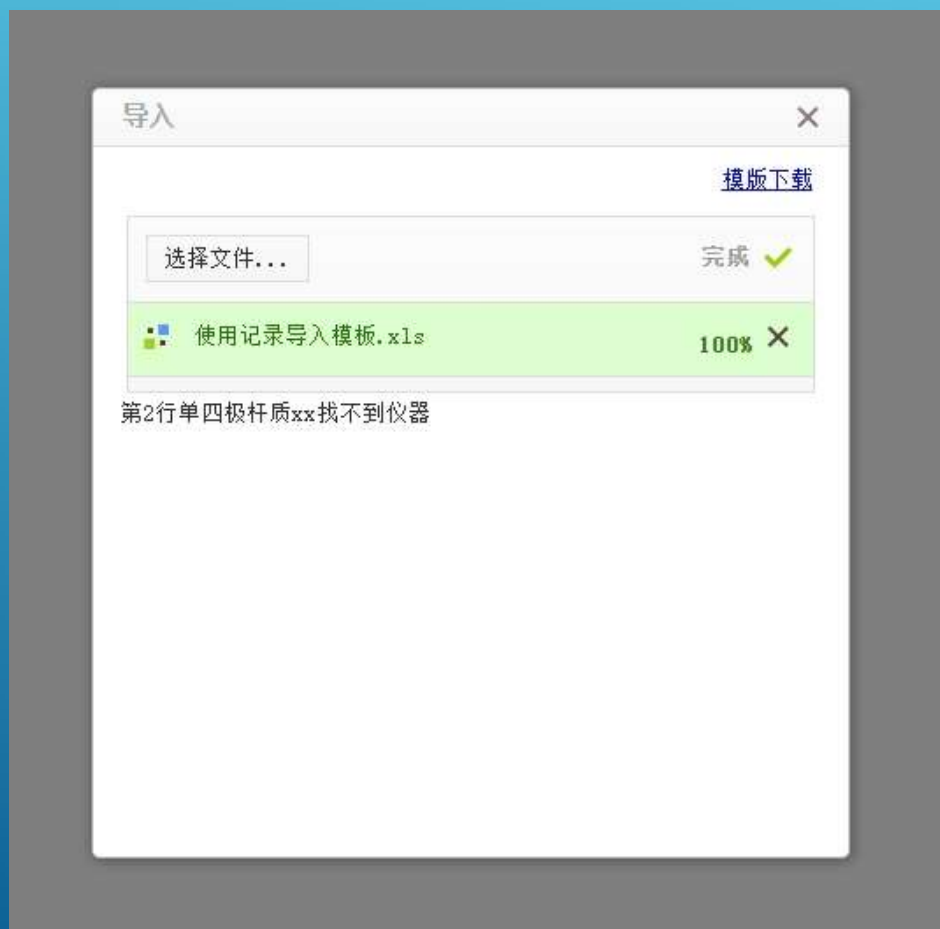 导入
模版下载
选择文件...
完成
使用记录导入模板.xls
100%
第2行单四极杆质xx找不到仪器